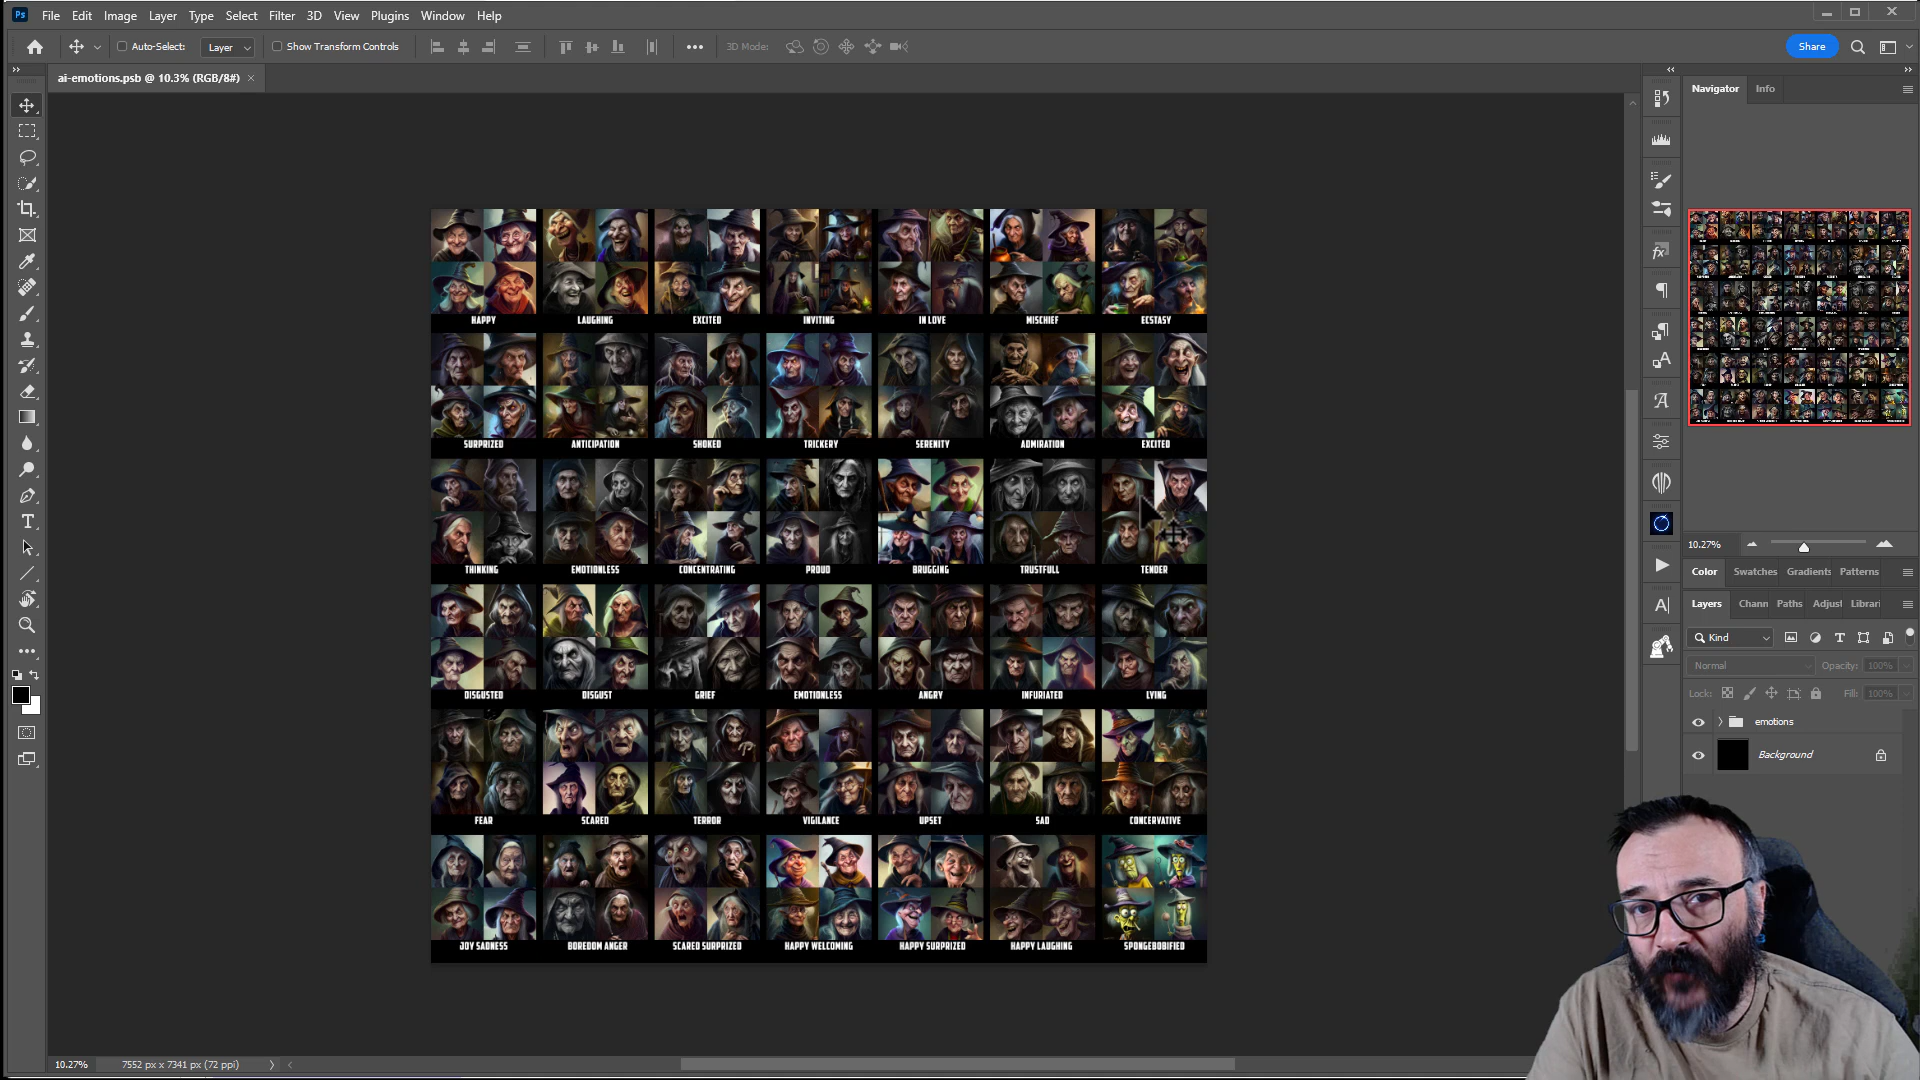 Ps File Edit Image Layer Type Select Filter 3D View Plugins Window Help
Auto-Select: Layer Show Transform Controls 3D Mode: Share
ai-emotions.psb @ 10.3% (RGB/8#)
Navigator Info
HAPPY LAUGHING EXCITED INVITING IN LOVE MISCHIEF ECSTASY
SURPRIZED ANTICIPATION SHOKED TRICKERY SERENITY ADMIRATION EXCITED
THINKING EMOTIONLESS CONCENTRATING PROUD BRUGGING TRUSTFULL TENDER
DISGUSTED DISGUST GRIEF EMOTIONLESS ANGRY INFURIATED LYING
FEAR SCARED TERROR VIGILANCE UPSET SAD CONCERVATIVE
JOY SADNESS BOREDOM ANGER SCARED SURPRIZED HAPPY WELCOMING HAPPY SURPRIZED HAPPY LAUGHING SPONGEBOBIFIED
10.27%
Color Swatches Gradients Patterns
Layers Chann Paths Adjust Librari
Kind
Normal Opacity: 100%
Lock: Fill: 100%
emotions
Background
10.27% 7552 px x 7341 px (72 ppi)